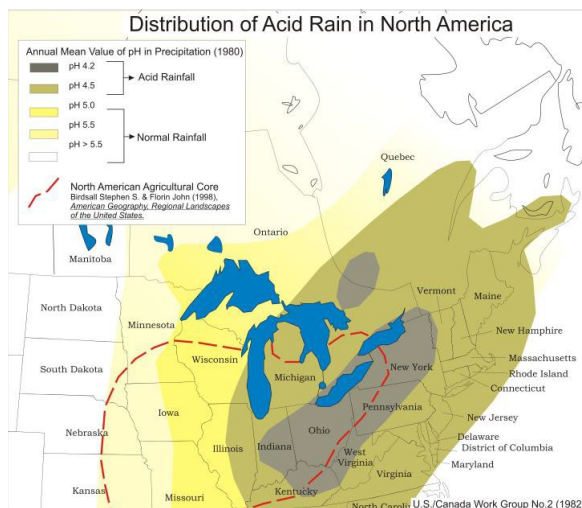 Distribution of Acid Rain in North America
Annual Mean Value of pH in Precipitation (1980)
pH 4.2
Acid Rainfall
pH 4.5
pH 5.0
pH 5.5
Normal Rainfall
pH > 5.5
North American Agricultural Core
Birdsall Stephen S. & Florin John (1998),
American Geography, Regional Landscapes
of the United States.
Quebec
Ontario
Manitoba
Vermont
Maine
North Dakota
Minnesota
New Hamphire
Wisconsin
Massachusetts
South Dakota
Michigan
New York
Rhode Island
Connecticut
Iowa
Pennsylvania
Nebraska
New Jersey
Ohio
Illinois
Indiana
Delaware
District of Columbia
West
Virginia
Maryland
Virginia
Kansas
Missouri
Kentucky
North Carolo
U.S./Canada Work Group No.2 (1982